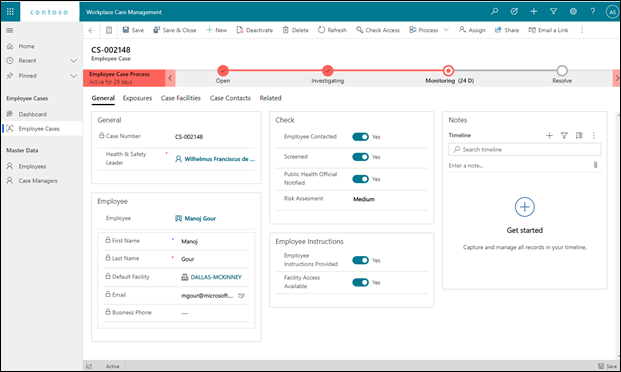 contoso Workplace Care Management AS
Save Save & Close New Deactivate Delete Refresh Check Access Process Assign Share Email a Link
Home
Recent
Pinned
Employee Cases
Dashboard
Employee Cases
Master Data
Employees
Case Managers
CS-002148
Employee Case
Employee Case Process
Active for 29 days
Open Investigating Monitoring (24 D) Resolve
General Exposures Case Facilities Case Contacts Related
General
Case Number CS-002148
Health & Safety
Leader * Wilhelmus Franciscus de ...
Employee
Employee Manoj Gour
First Name * Manoj
Last Name * Gour
Default Facility DALLAS-MCKINNEY
Email mgour@microsoft...
Business Phone ---
Check
Employee Contacted Yes
Screened Yes
Public Health Official
Notified Yes
Risk Assesment Medium
Employee Instructions
Employee
Instructions Provided Yes
Facility Access
Available Yes
Notes
Timeline
Search timeline
Enter a note...
Get started
Capture and manage all records in your timeline.
Active Save